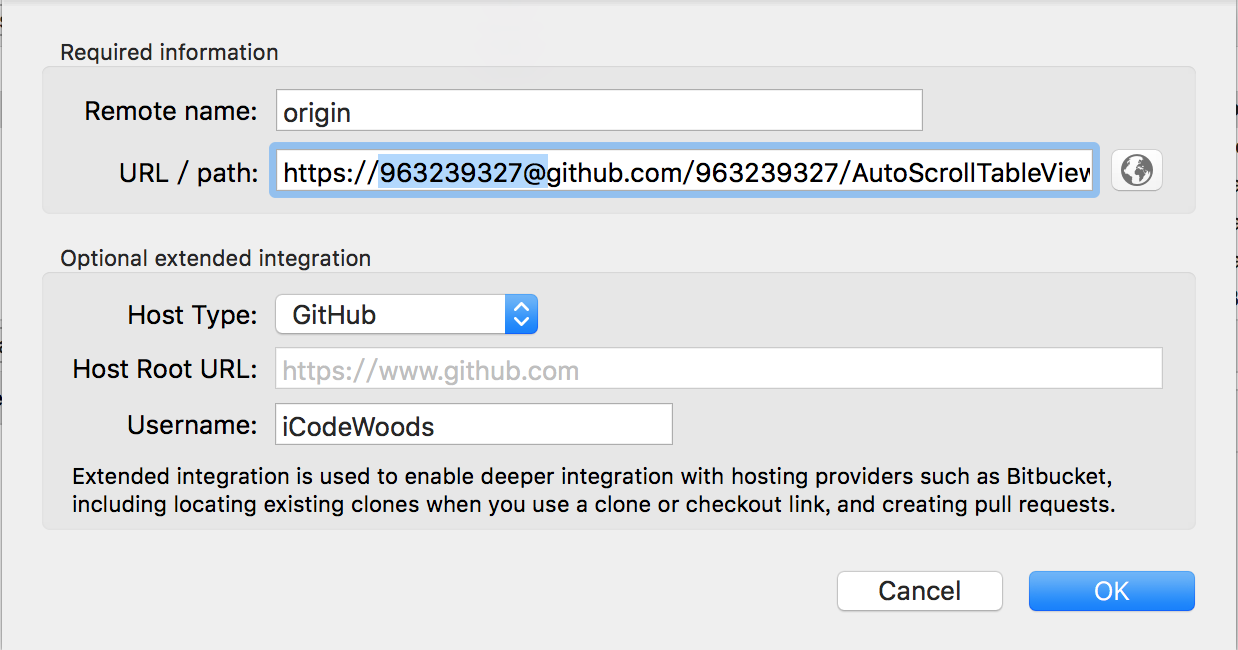 Required information
Remote name: origin
URL / path: https://963239327@github.com/963239327/AutoScrollTableView
Optional extended integration
Host Type: GitHub
Host Root URL: https://www.github.com
Username: iCodeWoods
Extended integration is used to enable deeper integration with hosting providers such as Bitbucket,
including locating existing clones when you use a clone or checkout link, and creating pull requests.
Cancel OK